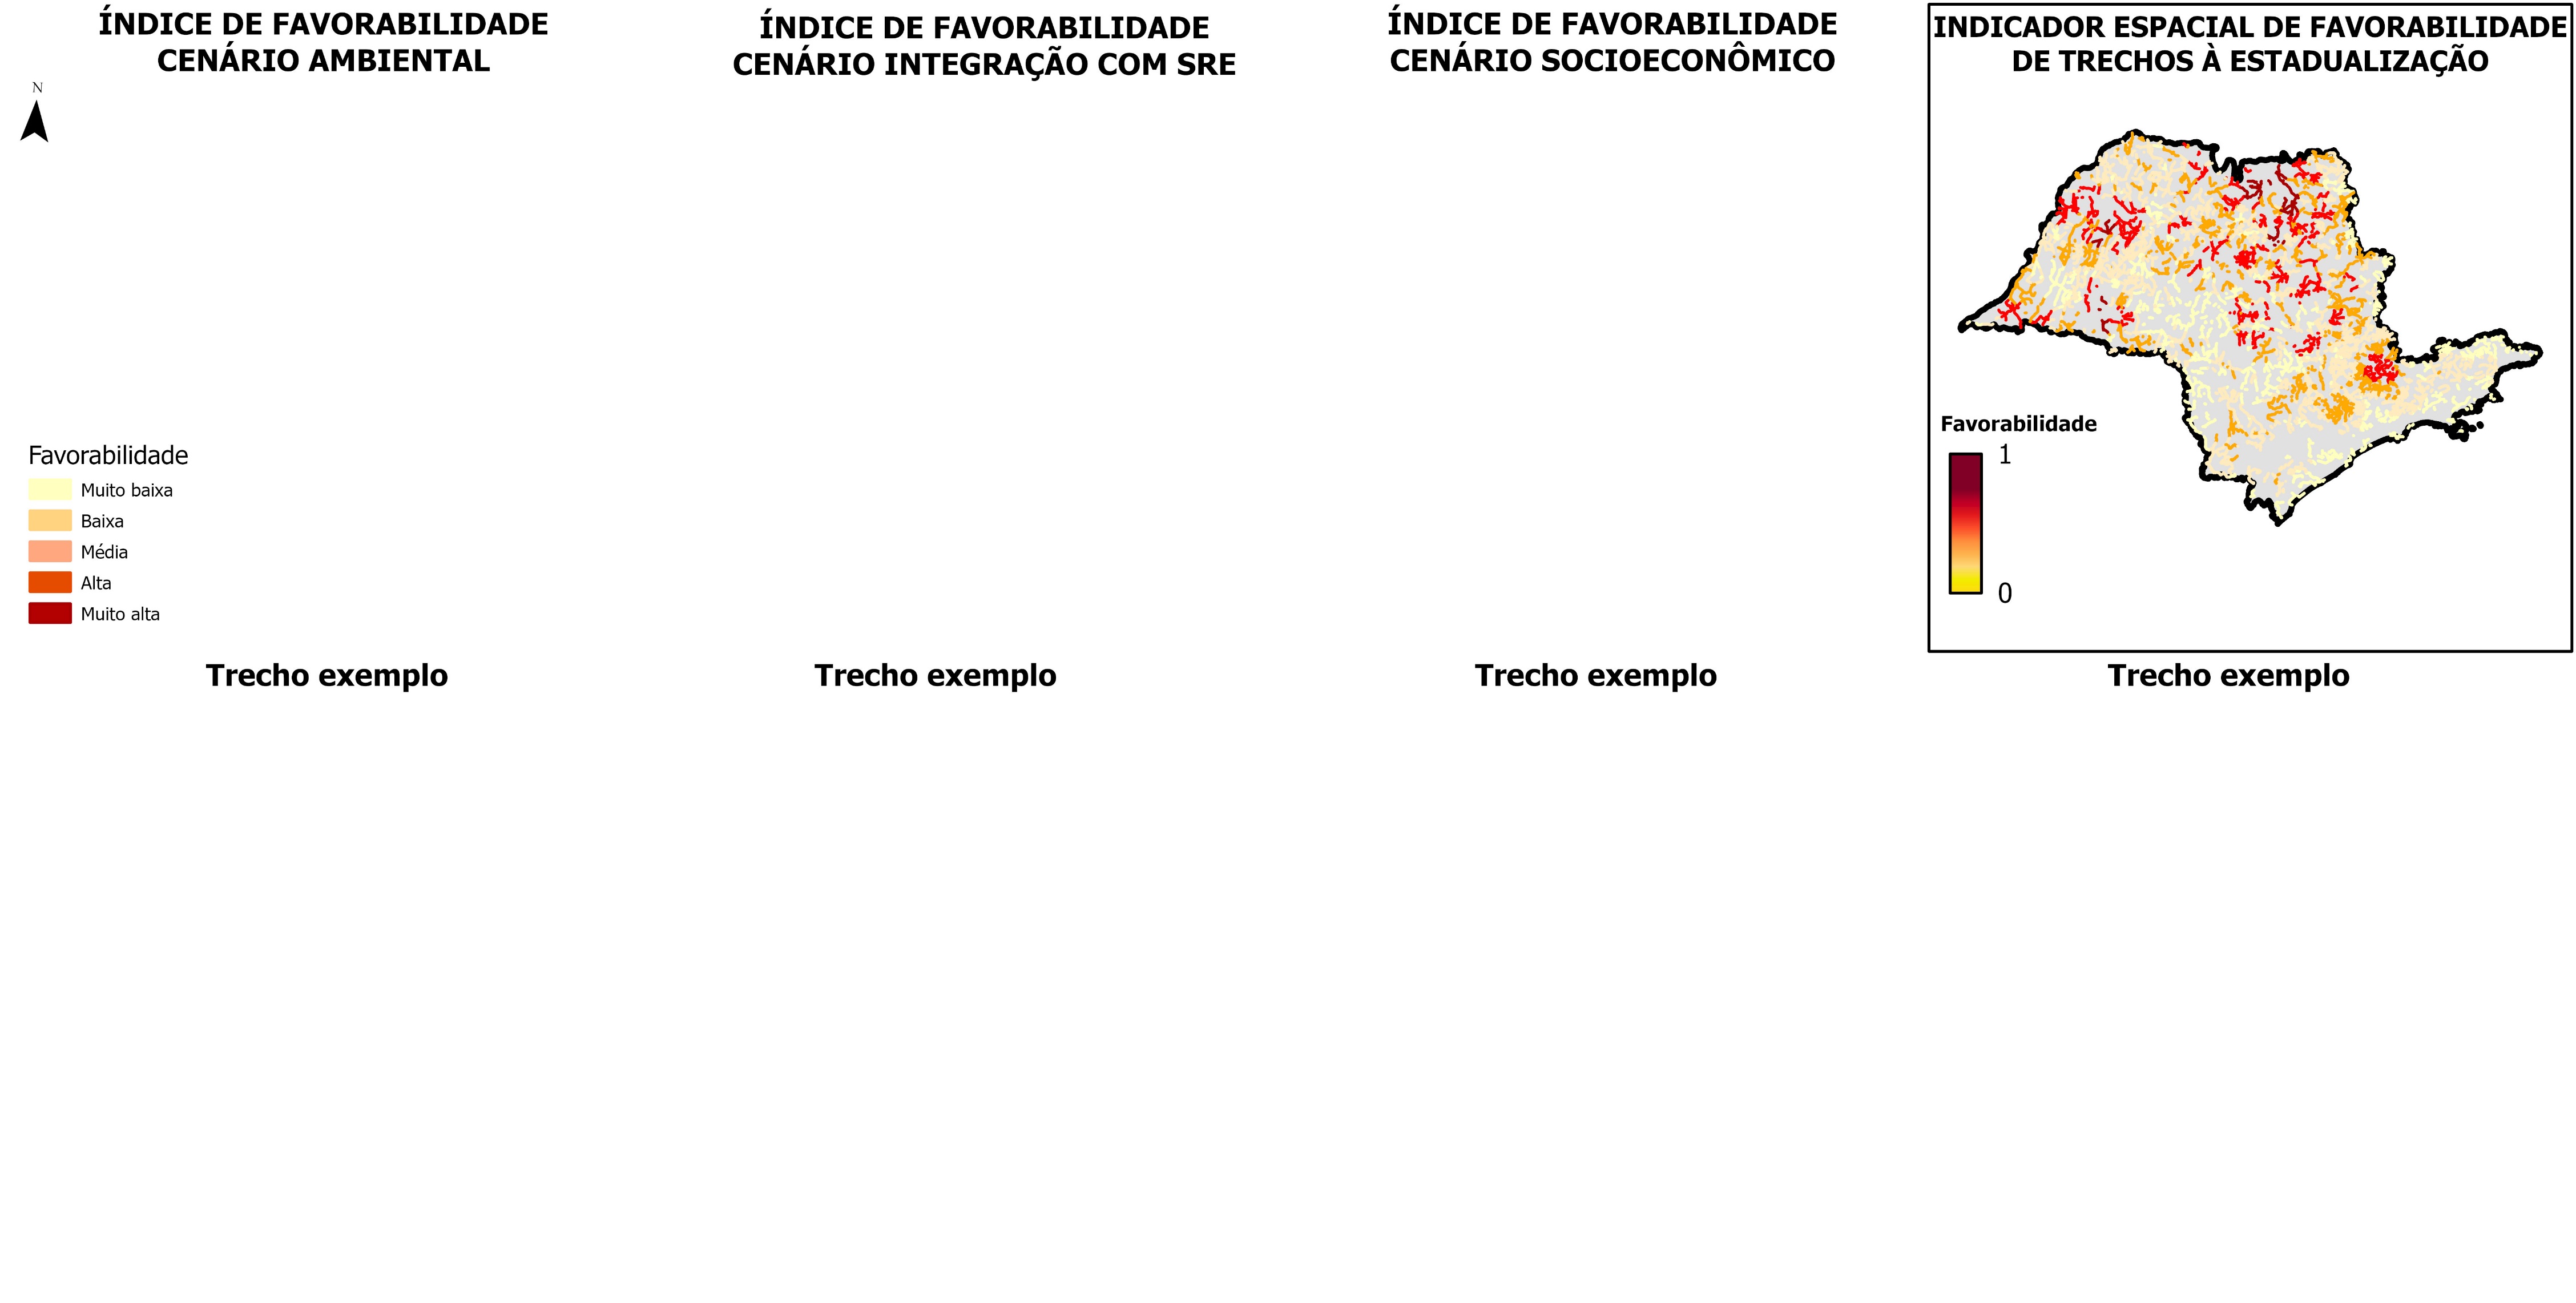 ÍNDICE DE FAVORABILIDADE
CENÁRIO AMBIENTAL
N
Favorabilidade
Muito baixa
Baixa
Média
Alta
Muito alta
ÍNDICE DE FAVORABILIDADE
CENÁRIO INTEGRAÇÃO COM SRE
ÍNDICE DE FAVORABILIDADE
CENÁRIO SOCIOECONÔMICO
INDICADOR ESPACIAL DE FAVORABILIDADE
DE TRECHOS À ESTADUALIZAÇÃO
Favorabilidade
1
0
Trecho exemplo
Trecho exemplo
Trecho exemplo
Trecho exemplo